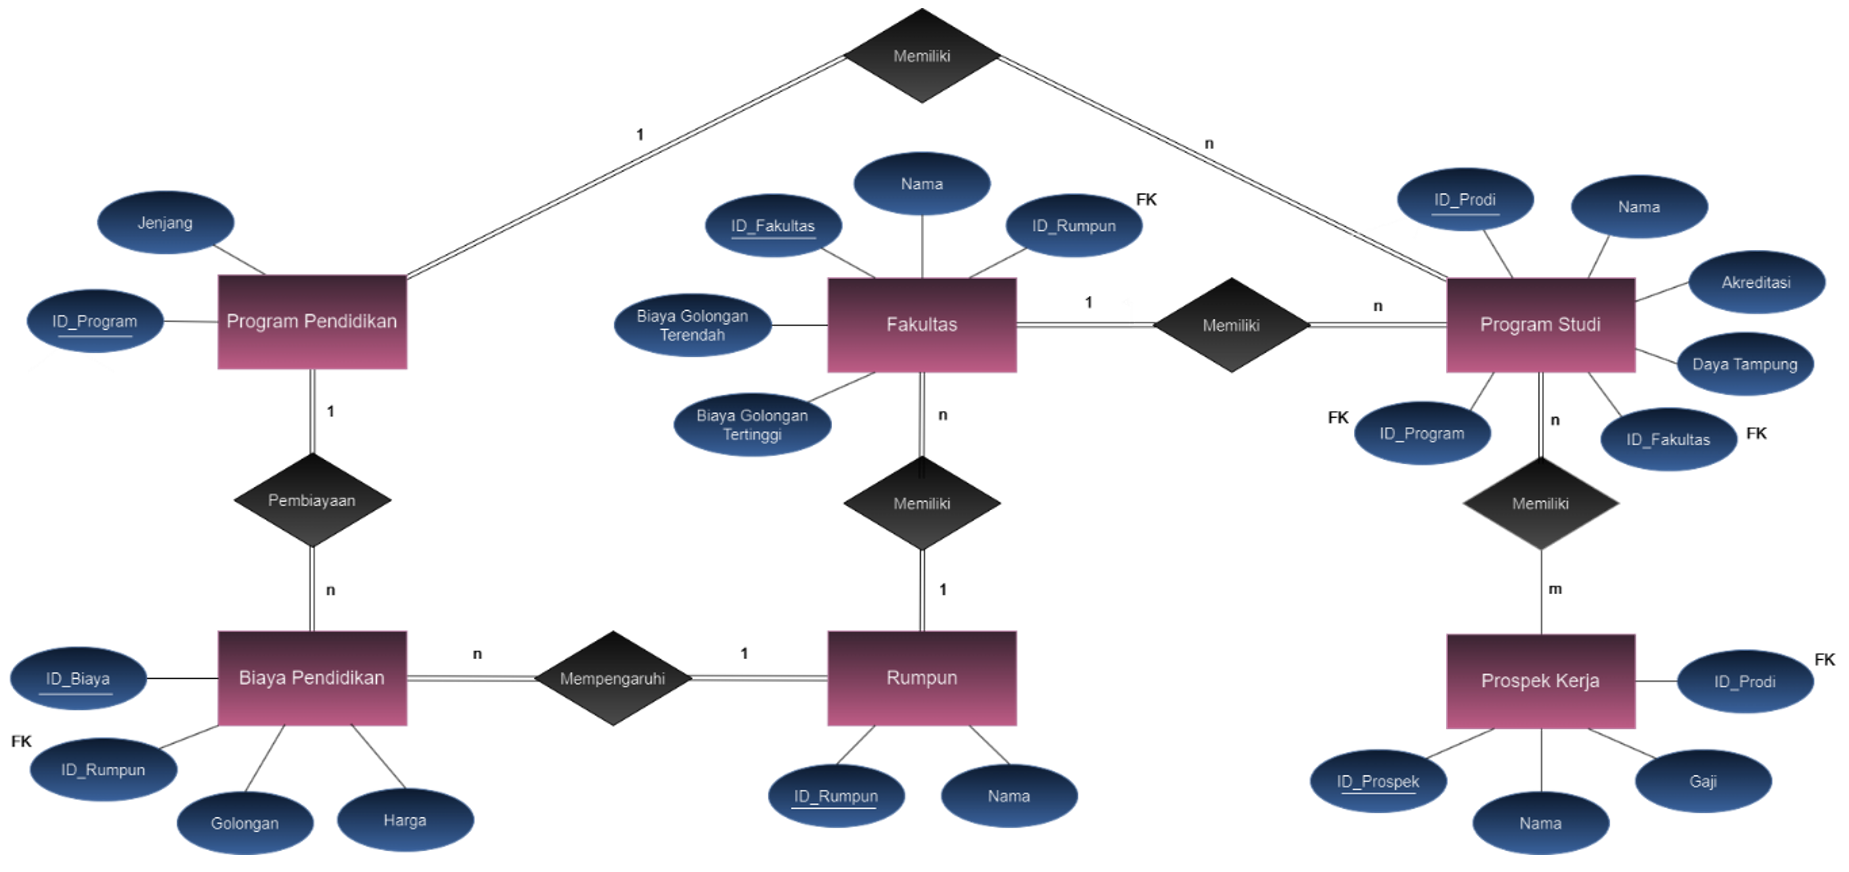 Memiliki
1
n
Jenjang
ID_Program
Program Pendidikan
Nama
ID_Fakultas
ID_Rumpun
FK
Biaya Golongan
Terendah
Fakultas
Biaya Golongan
Tertinggi
1
Memiliki
n
ID_Prodi
Nama
Akreditasi
Program Studi
Daya Tampung
FK
ID_Program
ID_Fakultas
FK
1
Pembiayaan
n
n
Memiliki
1
n
Memiliki
m
ID_Biaya
Biaya Pendidikan
FK
ID_Rumpun
Golongan
Harga
n
Mempengaruhi
1
Rumpun
ID_Rumpun
Nama
Prospek Kerja
FK
ID_Prodi
ID_Prospek
Nama
Gaji